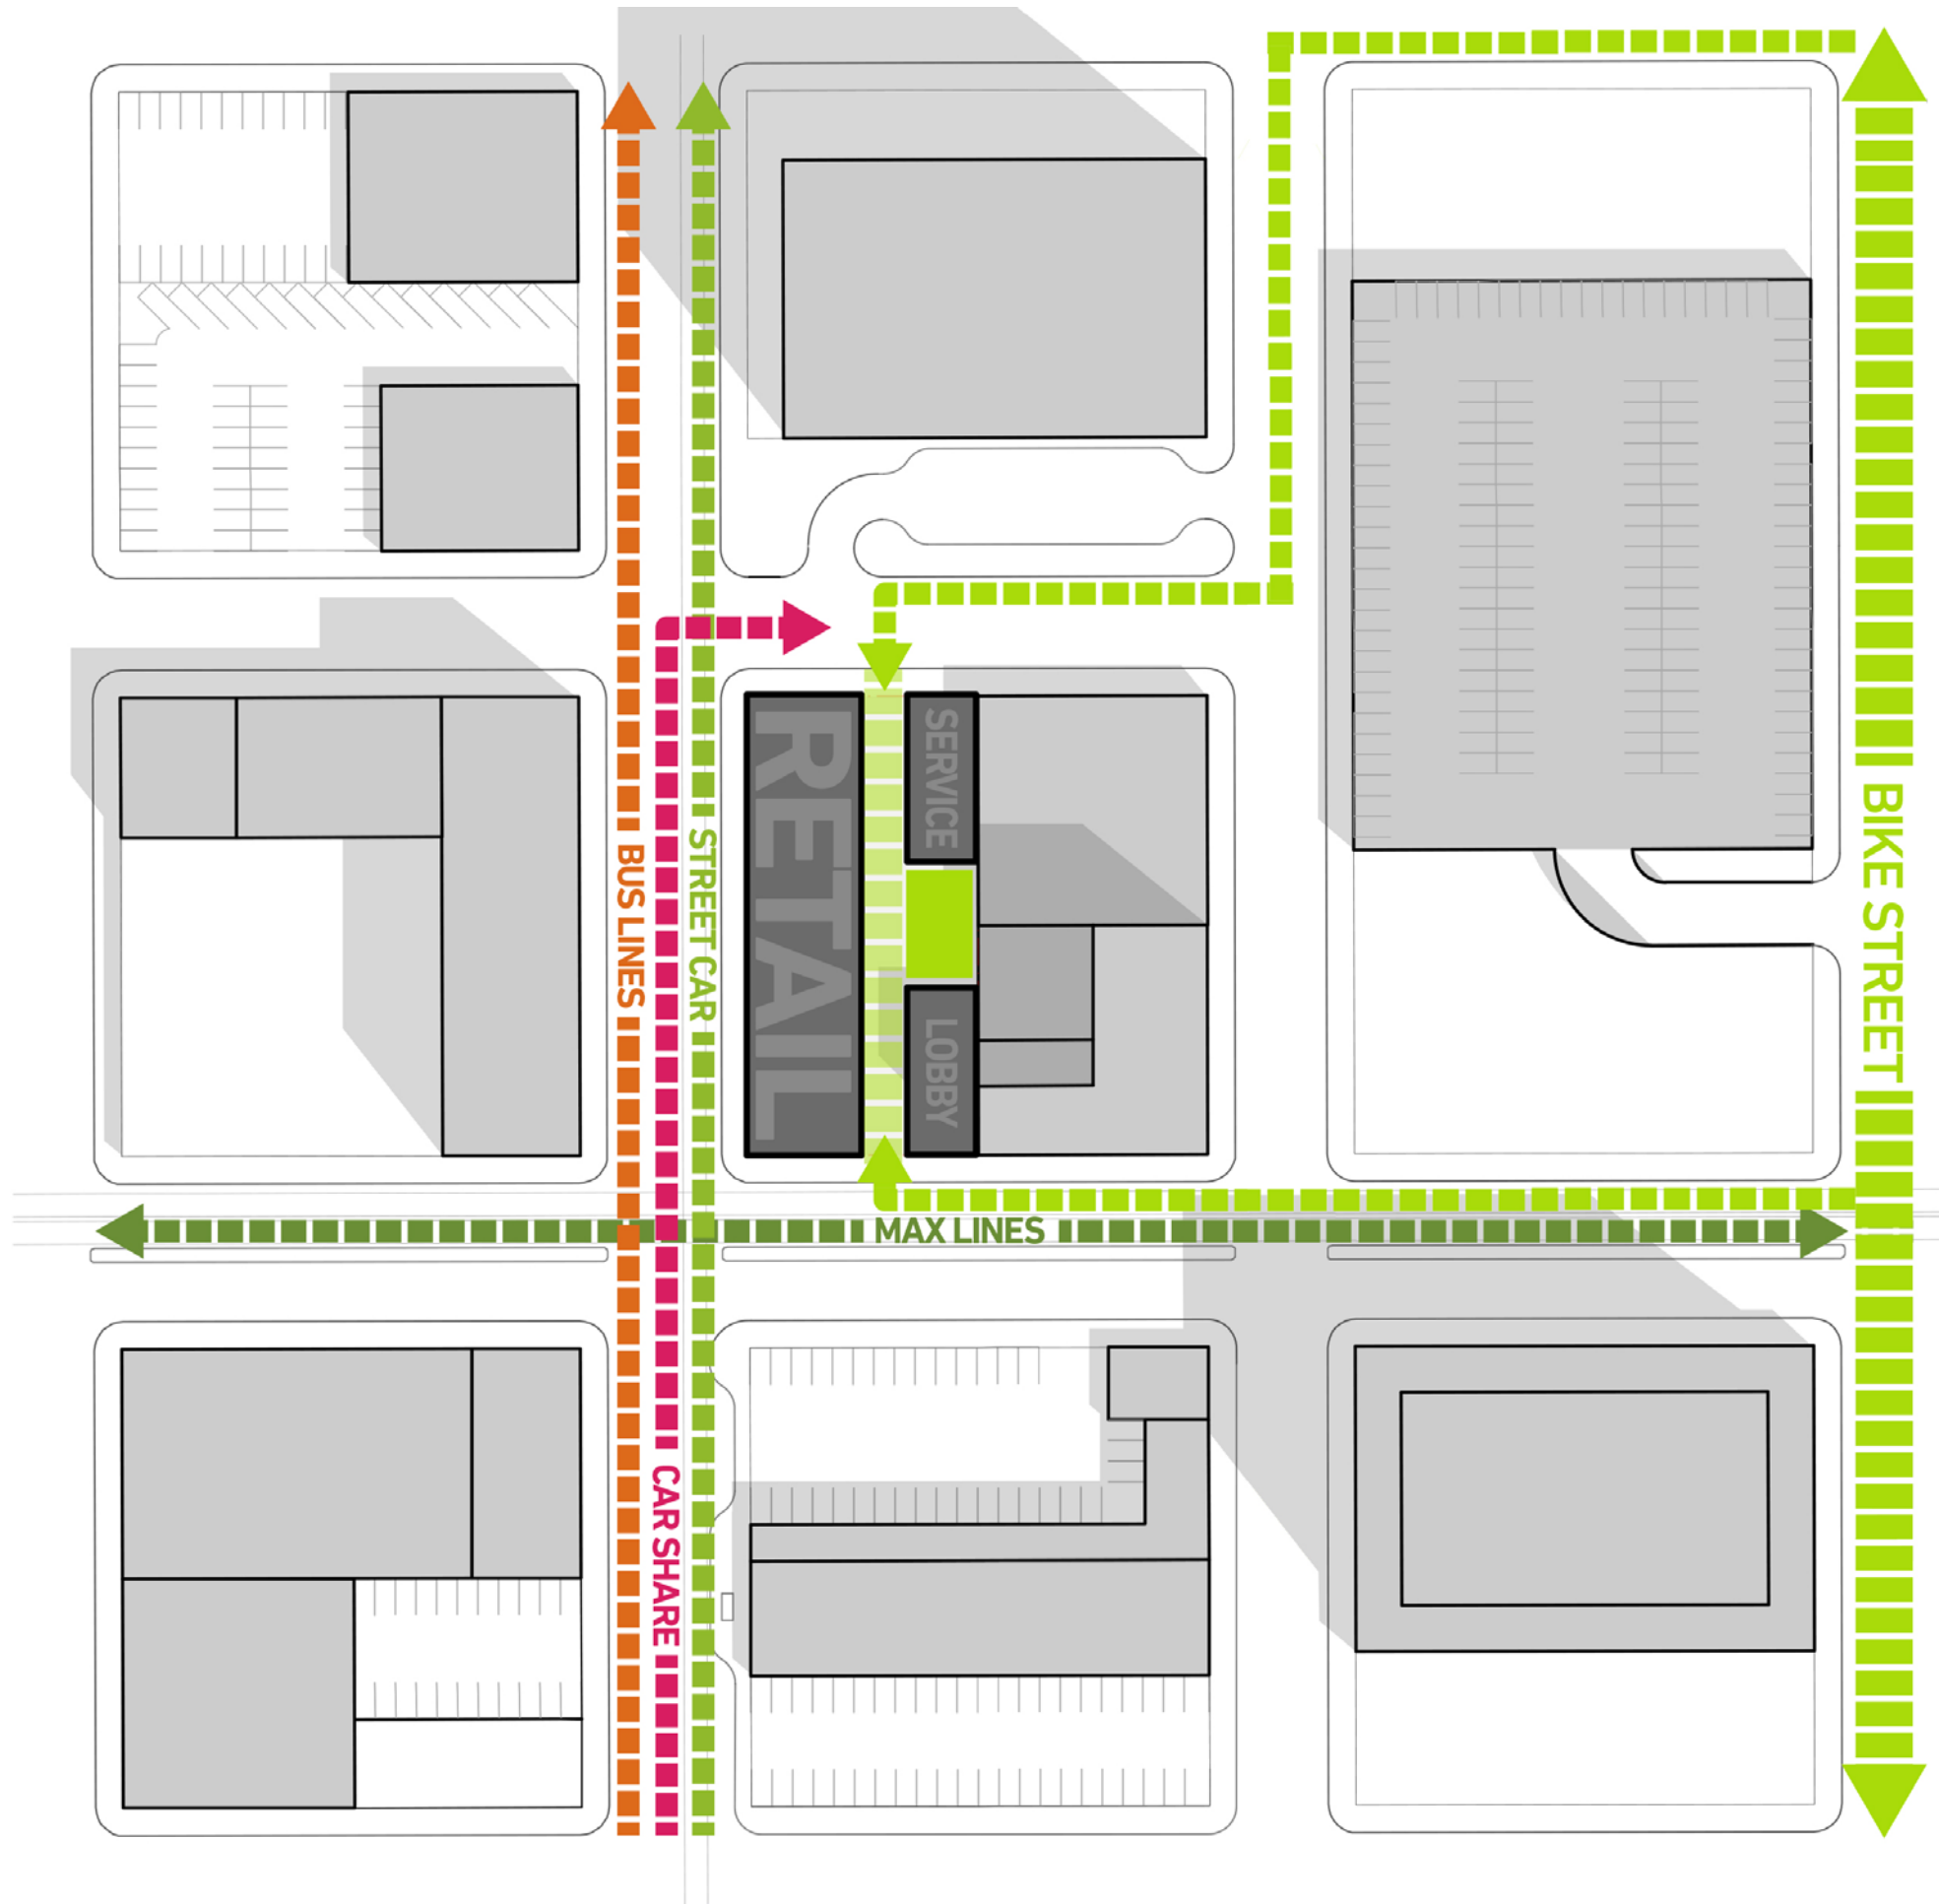 BUS LINES
STREET CAR
RETAIL
SERVICE
LOBBY
BIKE STREET
MAX LINES
CAR SHARE